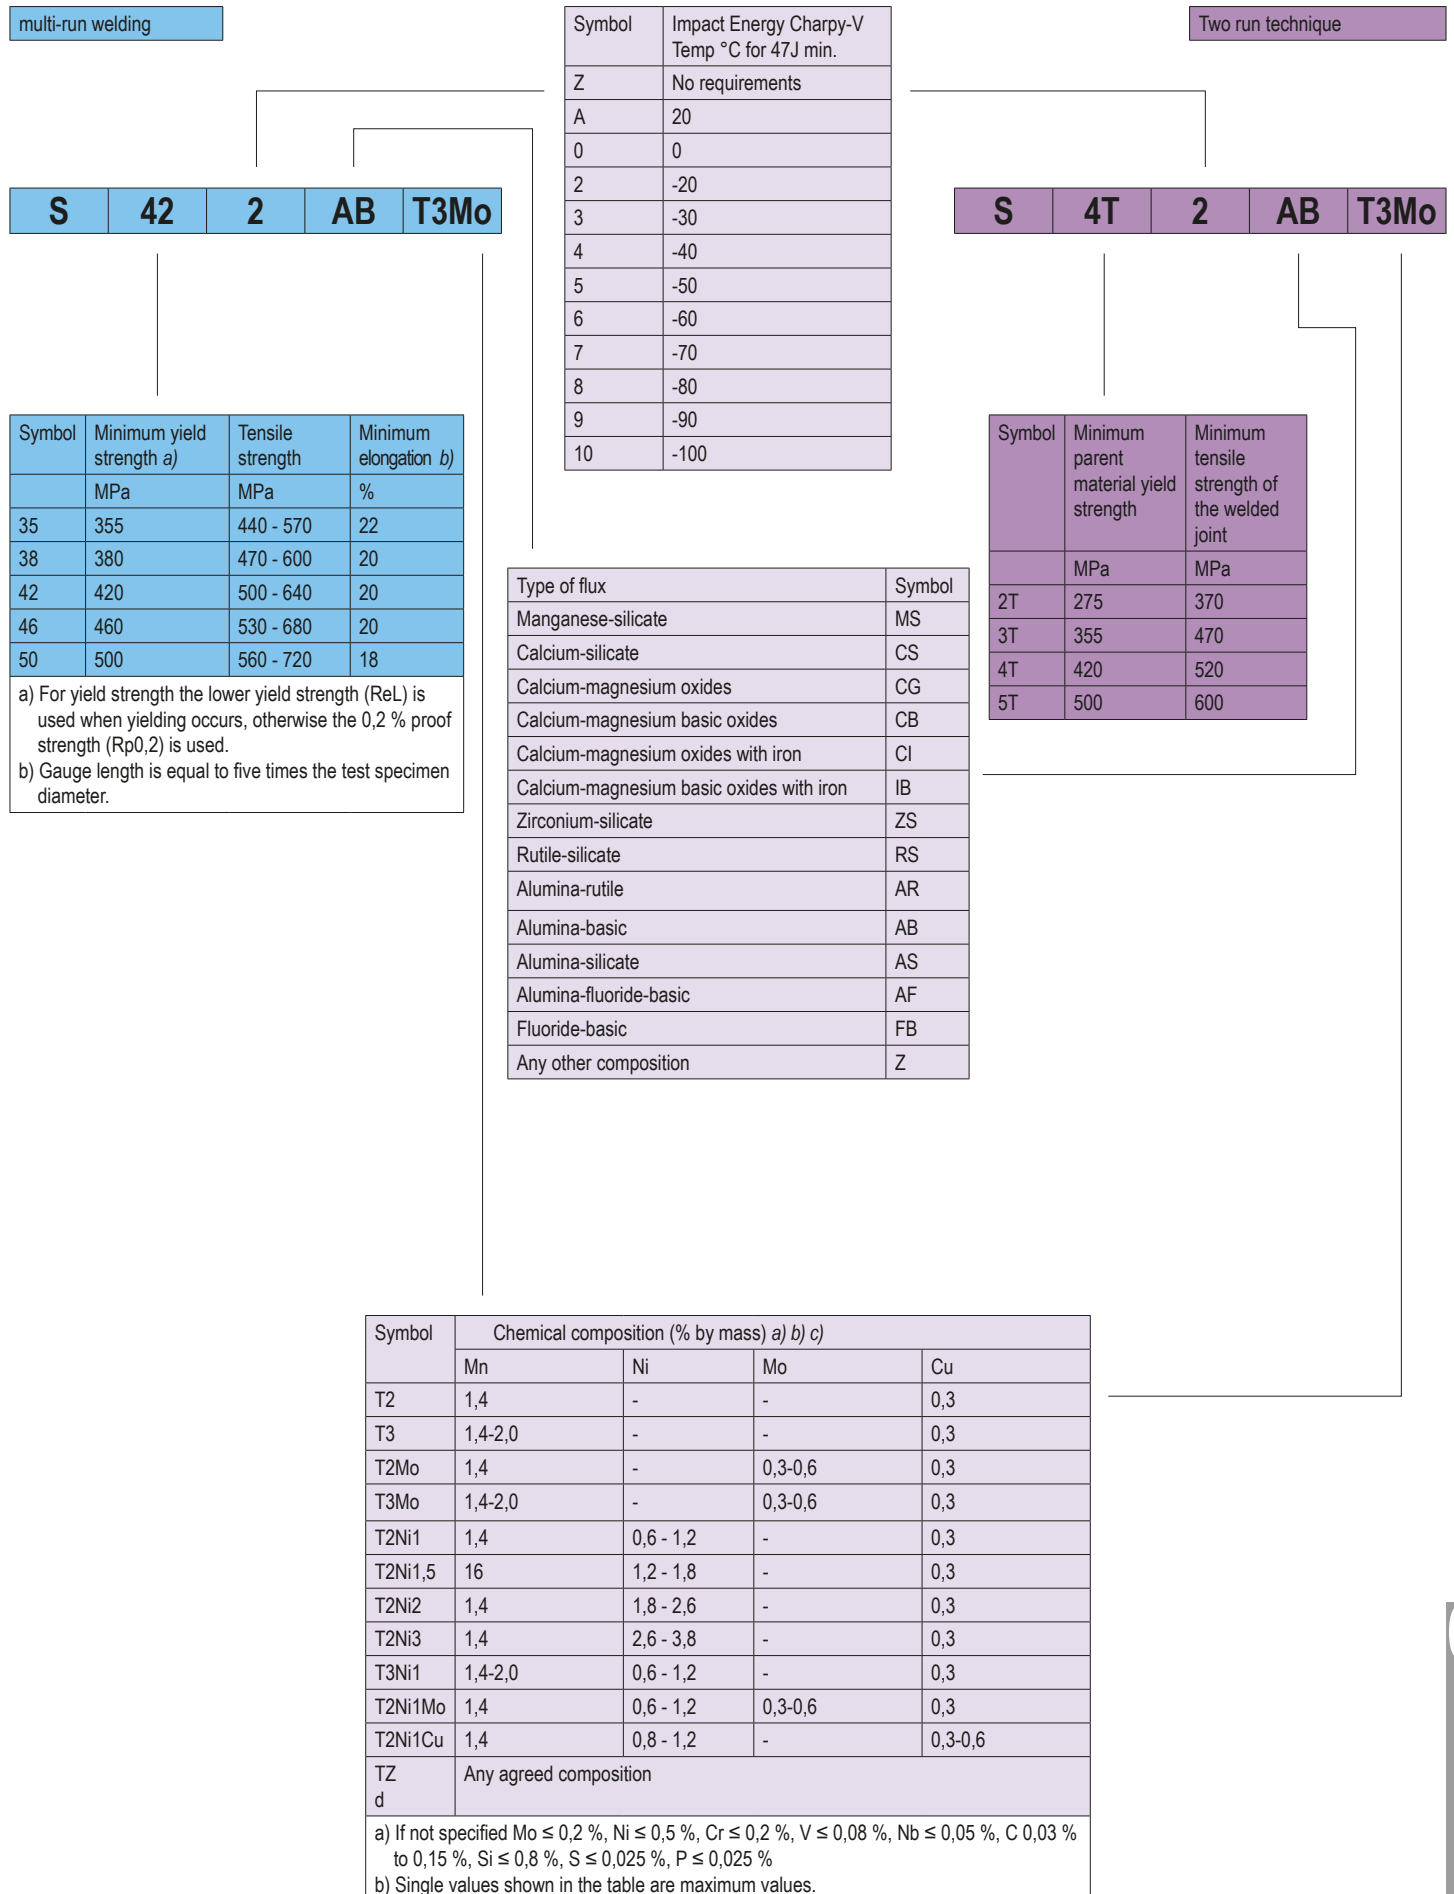 multi-run welding
Two run technique
Symbol Impact Energy Charpy-V
Temp °C for 47J min.
Z No requirements
A 20
0 0
2 -20
3 -30
4 -40
5 -50
6 -60
7 -70
8 -80
9 -90
10 -100
S 42 2 AB T3Mo
S 4T 2 AB T3Mo
Symbol Minimum yield strength a) Tensile strength Minimum elongation b)
MPa MPa %
35 355 440 - 570 22
38 380 470 - 600 20
42 420 500 - 640 20
46 460 530 - 680 20
50 500 560 - 720 18
a) For yield strength the lower yield strength (ReL) is
used when yielding occurs, otherwise the 0,2 % proof
strength (Rp0,2) is used.
b) Gauge length is equal to five times the test specimen
diameter.
Symbol Minimum parent material yield strength Minimum tensile strength of the welded joint
MPa MPa
2T 275 370
3T 355 470
4T 420 520
5T 500 600
Type of flux Symbol
Manganese-silicate MS
Calcium-silicate CS
Calcium-magnesium oxides CG
Calcium-magnesium basic oxides CB
Calcium-magnesium oxides with iron CI
Calcium-magnesium basic oxides with iron IB
Zirconium-silicate ZS
Rutile-silicate RS
Alumina-rutile AR
Alumina-basic AB
Alumina-silicate AS
Alumina-fluoride-basic AF
Fluoride-basic FB
Any other composition Z
Symbol Chemical composition (% by mass) a) b) c)
Mn Ni Mo Cu
T2 1,4 - - 0,3
T3 1,4-2,0 - - 0,3
T2Mo 1,4 - 0,3-0,6 0,3
T3Mo 1,4-2,0 - 0,3-0,6 0,3
T2Ni1 1,4 0,6 - 1,2 - 0,3
T2Ni1,5 16 1,2 - 1,8 - 0,3
T2Ni2 1,4 1,8 - 2,6 - 0,3
T2Ni3 1,4 2,6 - 3,8 - 0,3
T3Ni1 1,4-2,0 0,6 - 1,2 - 0,3
T2Ni1Mo 1,4 0,6 - 1,2 0,3-0,6 0,3
T2Ni1Cu 1,4 0,8 - 1,2 - 0,3-0,6
TZ Any agreed composition
d
a) If not specified Mo ≤ 0,2 %, Ni ≤ 0,5 %, Cr ≤ 0,2 %, V ≤ 0,08 %, Nb ≤ 0,05 %, C 0,03 %
to 0,15 %, Si ≤ 0,8 %, S ≤ 0,025 %, P ≤ 0,025 %
b) Single values shown in the table are maximum values.